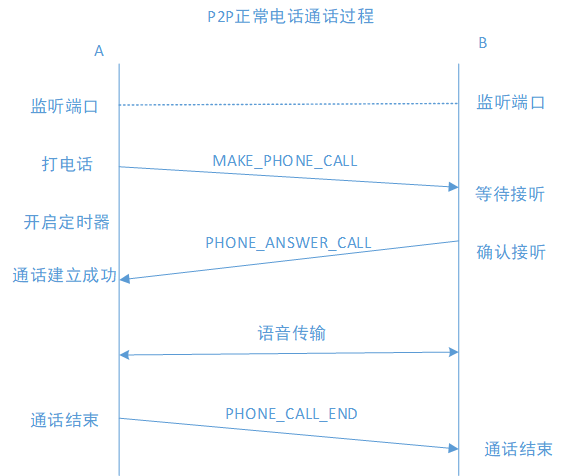 P2P正常电话通话过程
A
B
监听端口
监听端口
打电话
MAKE_PHONE_CALL
等待接听
开启定时器
PHONE_ANSWER_CALL
确认接听
通话建立成功
语音传输
通话结束
PHONE_CALL_END
通话结束